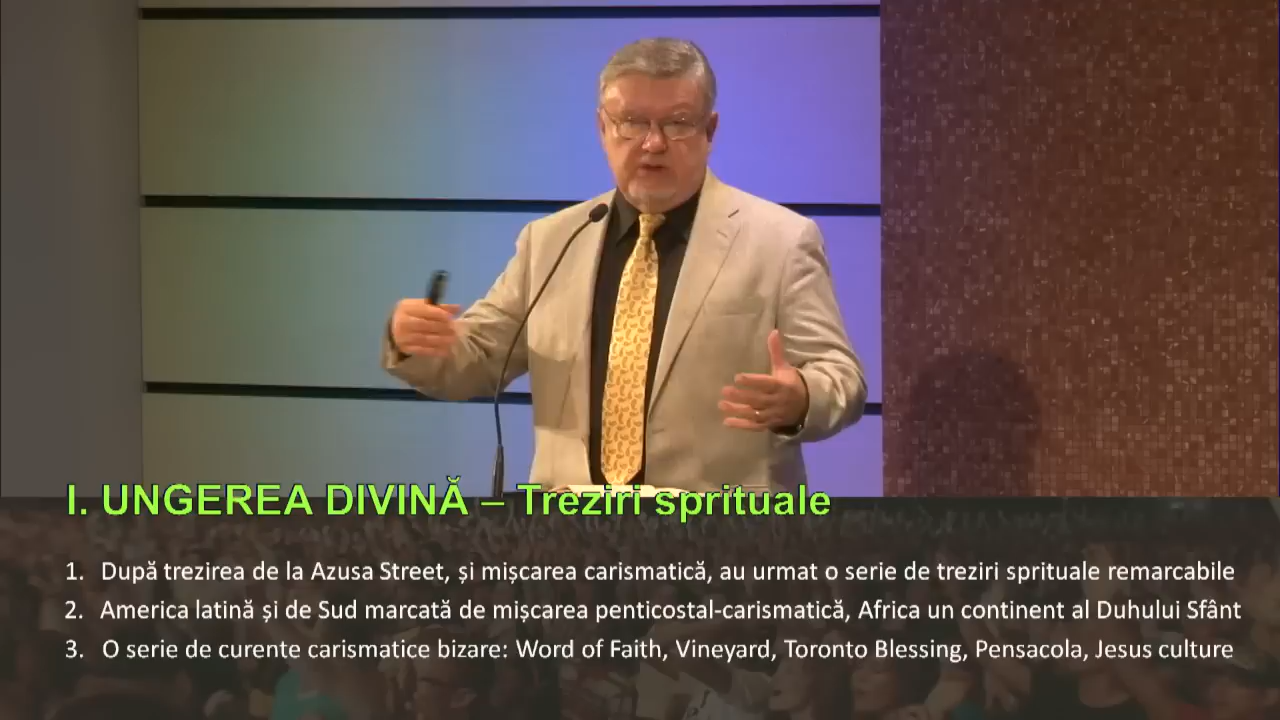 I. UNGEREA DIVINĂ – Treziri sprituale
1. După trezirea de la Azusa Street, și mișcarea carismatică, au urmat o serie de treziri sprituale remarcabile
2. America latină și de Sud marcată de mișcarea penticostal-carismatică, Africa un continent al Duhului Sfânt
3. O serie de curente carismatice bizare: Word of Faith, Vineyard, Toronto Blessing, Pensacola, Jesus culture